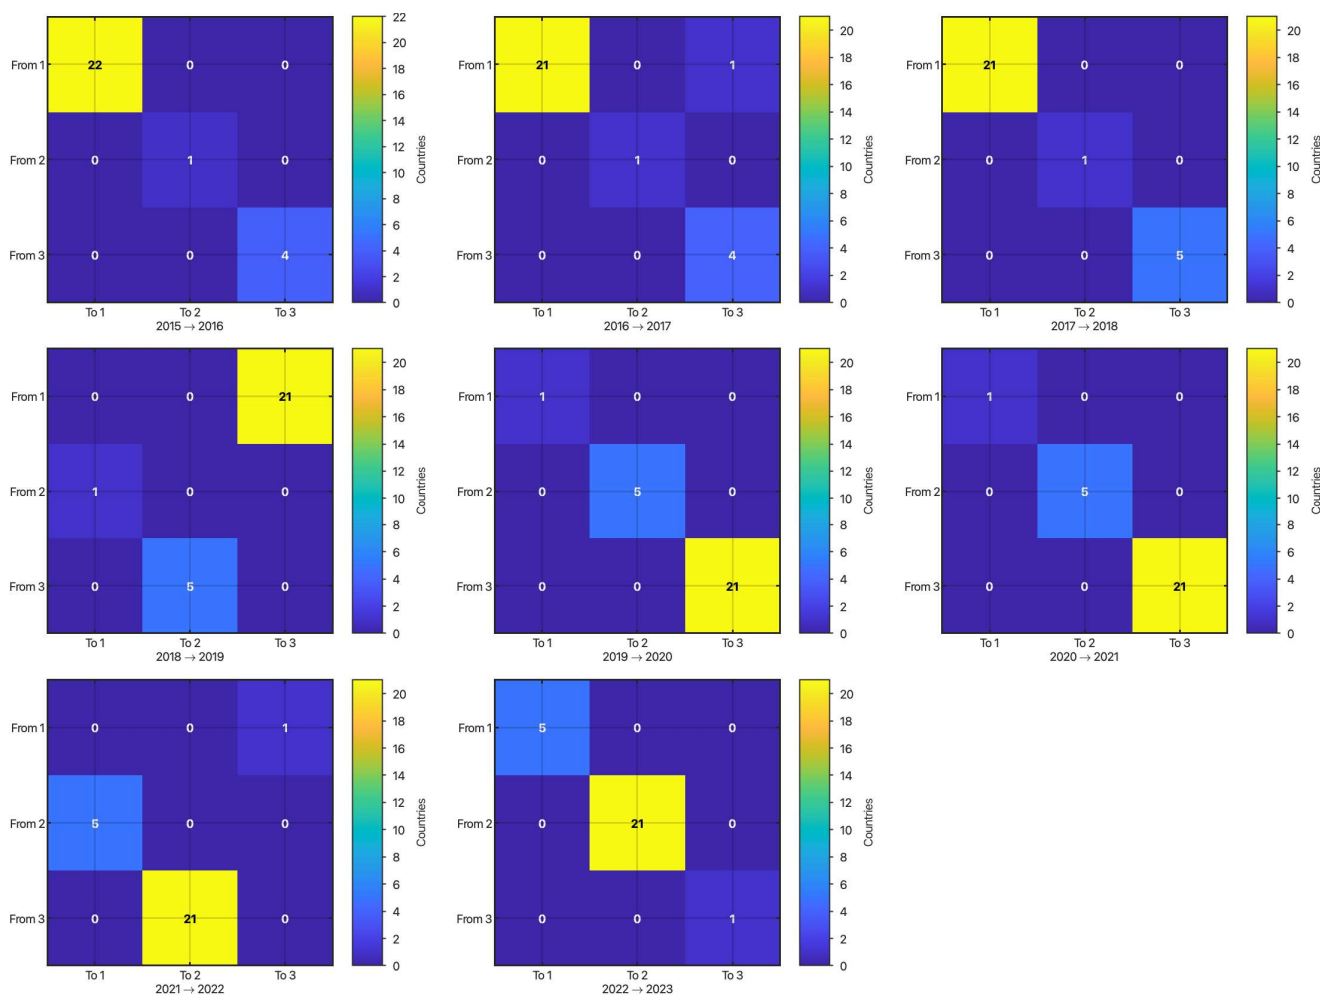 22
20
18
16
14
12
10
8
6
4
2
0
Countries
From 1 22 0 0
From 2 0 1 0
From 3 0 0 4
To 1 To 2 To 3
2015 → 2016
20
18
16
14
12
10
8
6
4
2
0
Countries
From 1 21 0 1
From 2 0 1 0
From 3 0 0 4
To 1 To 2 To 3
2016 → 2017
20
18
16
14
12
10
8
6
4
2
0
Countries
From 1 21 0 0
From 2 0 1 0
From 3 0 0 5
To 1 To 2 To 3
2017 → 2018
20
18
16
14
12
10
8
6
4
2
0
Countries
From 1 0 0 21
From 2 1 0 0
From 3 0 5 0
To 1 To 2 To 3
2018 → 2019
20
18
16
14
12
10
8
6
4
2
0
Countries
From 1 1 0 0
From 2 0 5 0
From 3 0 0 21
To 1 To 2 To 3
2019 → 2020
20
18
16
14
12
10
8
6
4
2
0
Countries
From 1 1 0 0
From 2 0 5 0
From 3 0 0 21
To 1 To 2 To 3
2020 → 2021
20
18
16
14
12
10
8
6
4
2
0
Countries
From 1 0 0 1
From 2 5 0 0
From 3 0 21 0
To 1 To 2 To 3
2021 → 2022
20
18
16
14
12
10
8
6
4
2
0
Countries
From 1 5 0 0
From 2 0 21 0
From 3 0 0 1
To 1 To 2 To 3
2022 → 2023